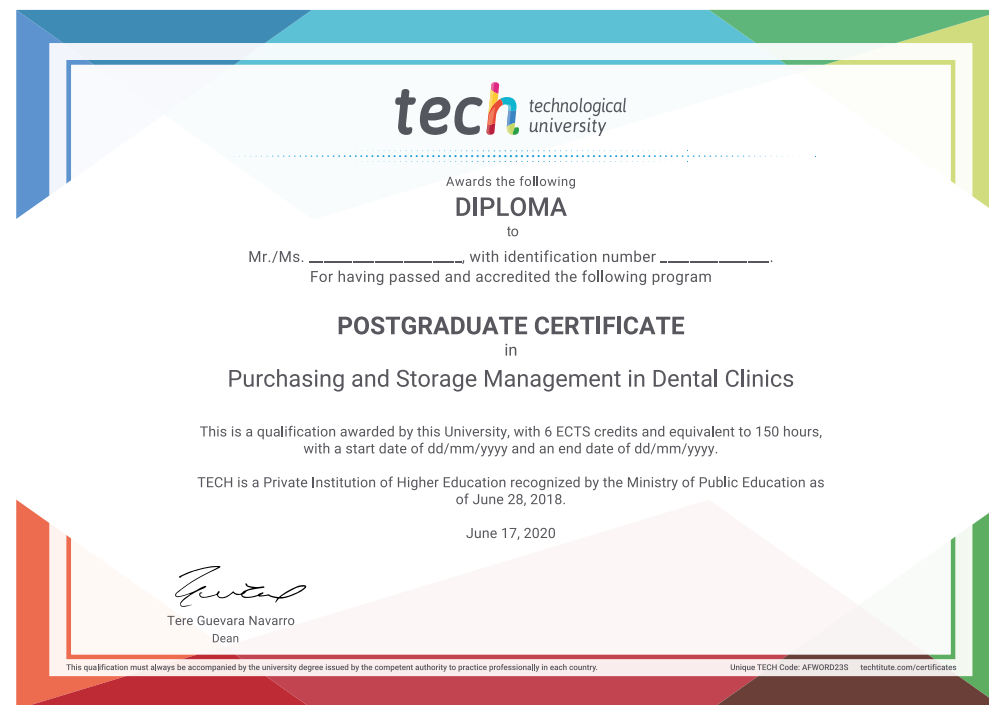 tech technological
university
Awards the following
DIPLOMA
to
Mr./Ms. __________________, with identification number _____________.
For having passed and accredited the following program
POSTGRADUATE CERTIFICATE
in
Purchasing and Storage Management in Dental Clinics
This is a qualification awarded by this University, with 6 ECTS credits and equivalent to 150 hours,
with a start date of dd/mm/yyyy and an end date of dd/mm/yyyy.
TECH is a Private Institution of Higher Education recognized by the Ministry of Public Education as
of June 28, 2018.
June 17, 2020
Tere Guevara Navarro
Dean
This qualification must always be accompanied by the university degree issued by the competent authority to practice professionally in each country.
Unique TECH Code: AFWORD23S techtitute.com/certificates